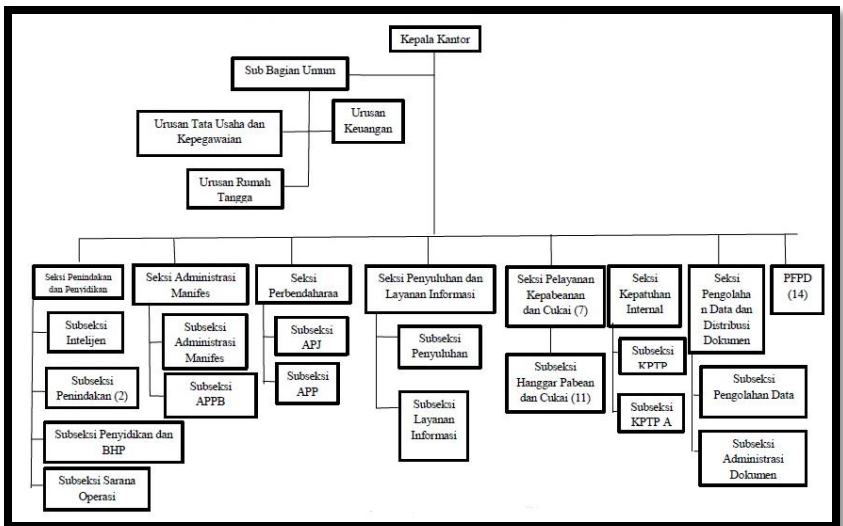 Kepala Kantor
Sub Bagian Umum
Urusan Tata Usaha dan
Kepegawaian
Urusan
Keuangan
Urusan Rumah
Tangga
Seksi Penindakan
dan Penyidikan
Subseksi
Intelijen
Subseksi
Penindakan (2)
Subseksi Penyidikan dan
BHP
Subseksi Sarana
Operasi
Seksi Administrasi
Manifes
Subseksi
Administrasi
Manifes
Subseksi
APPB
Seksi
Perbendaharaa
Subseksi
APJ
Subseksi
APP
Seksi Penyuluhan dan
Layanan Informasi
Subseksi
Penyuluhan
Subseksi
Layanan
Informasi
Seksi Pelayanan
Kepabeanan
dan Cukai (7)
Subseksi
Hanggar Pabean
dan Cukai (11)
Seksi
Kepatuhan
Internal
Subseksi
KPTP
Subseksi
KPTP A
Seksi
Pengolaha
n Data dan
Distribusi
Dokumen
Subseksi
Pengolahan Data
Subseksi
Administrasi
Dokumen
PFPD
(14)